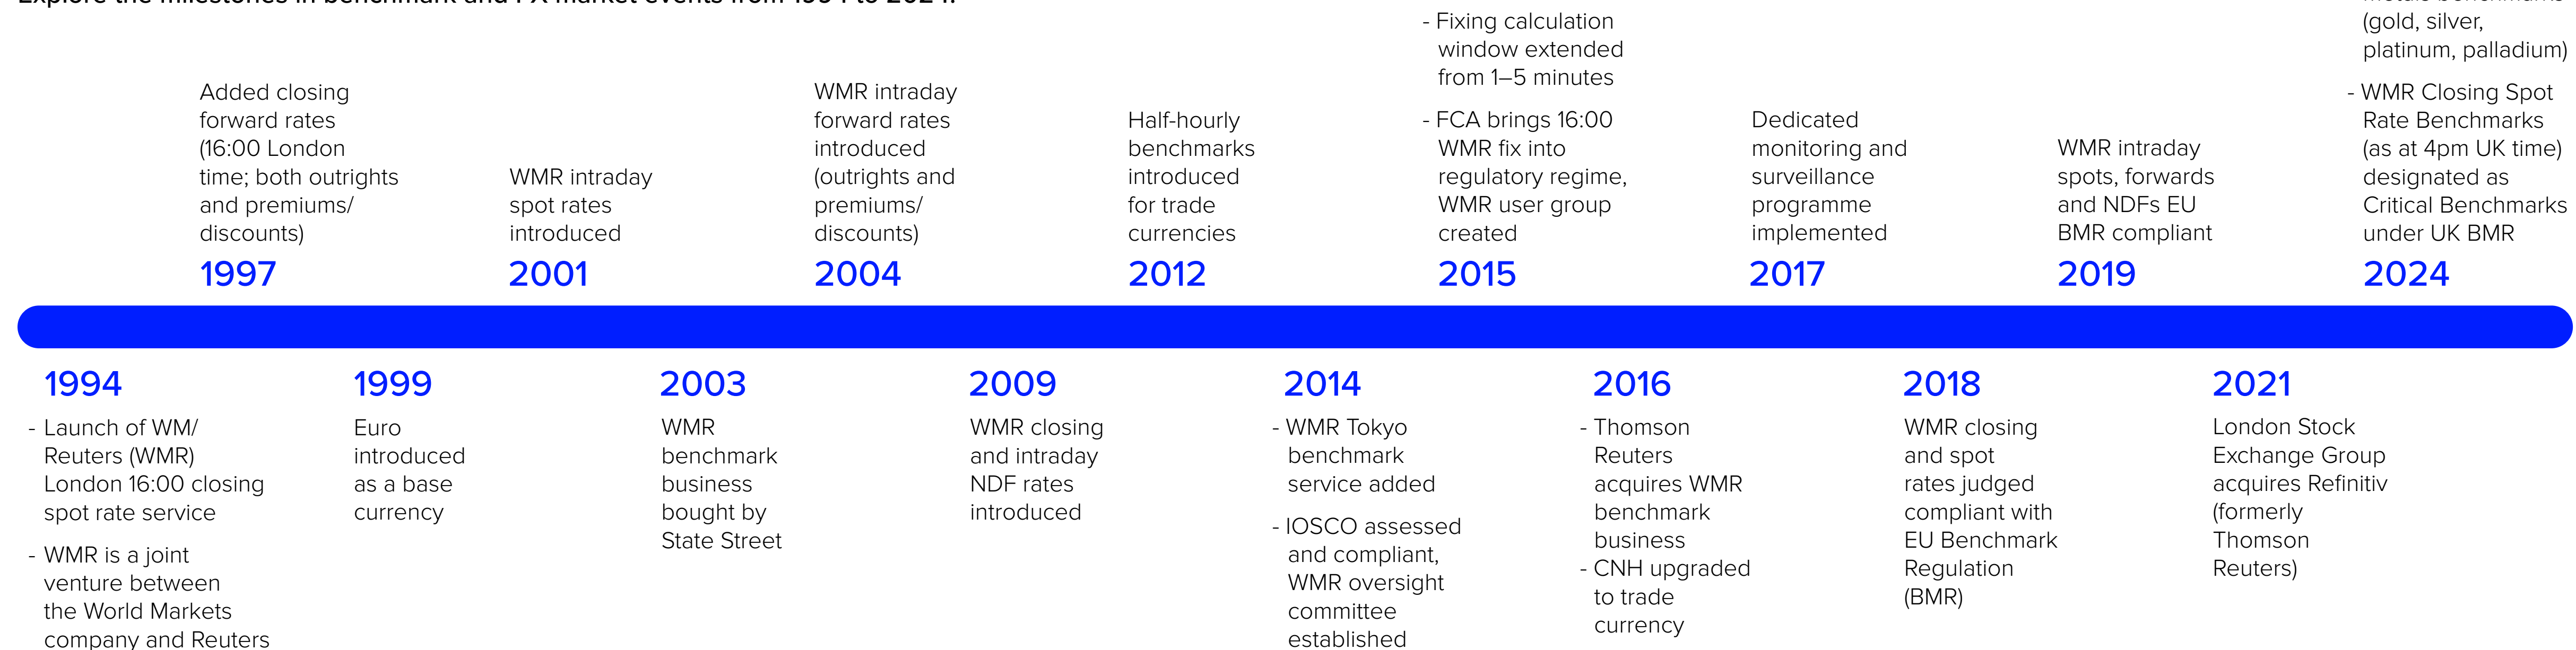 - Fixing calculation
window extended
from 1–5 minutes
- FCA brings 16:00
WMR fix into
regulatory regime,
WMR user group
created
2015
(gold, silver,
platinum, palladium)
- WMR Closing Spot
Rate Benchmarks
(as at 4pm UK time)
designated as
Critical Benchmarks
under UK BMR
2024
Added closing
forward rates
(16:00 London
time; both outrights
and premiums/
discounts)
1997
WMR intraday
spot rates
introduced
2001
WMR intraday
forward rates
introduced
(outrights and
premiums/
discounts)
2004
Half-hourly
benchmarks
introduced
for trade
currencies
2012
Dedicated
monitoring and
surveillance
programme
implemented
2017
WMR intraday
spots, forwards
and NDFs EU
BMR compliant
2019
1994
- Launch of WM/
Reuters (WMR)
London 16:00 closing
spot rate service
- WMR is a joint
venture between
the World Markets
company and Reuters
1999
Euro
introduced
as a base
currency
2003
WMR
benchmark
business
bought by
State Street
2009
WMR closing
and intraday
NDF rates
introduced
2014
- WMR Tokyo
benchmark
service added
- IOSCO assessed
and compliant,
WMR oversight
committee
established
2016
- Thomson
Reuters
acquires WMR
benchmark
business
- CNH upgraded
to trade
currency
2018
WMR closing
and spot
rates judged
compliant with
EU Benchmark
Regulation
(BMR)
2021
London Stock
Exchange Group
acquires Refinitiv
(formerly
Thomson
Reuters)